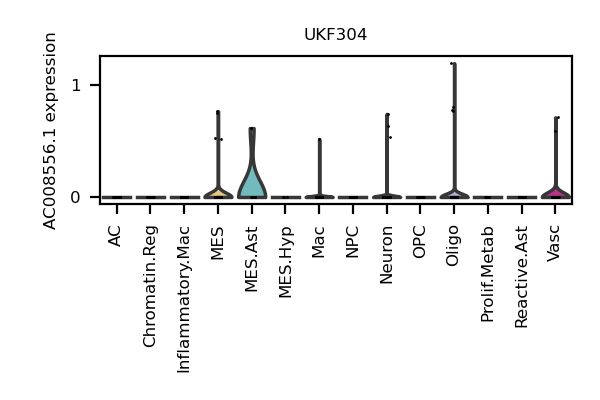 UKF304
AC008556.1 expression
1
0
AC
Chromatin.Reg
Inflammatory.Mac
MES
MES.Ast
MES.Hyp
Mac
NPC
Neuron
OPC
Oligo
Prolif.Metab
Reactive.Ast
Vasc